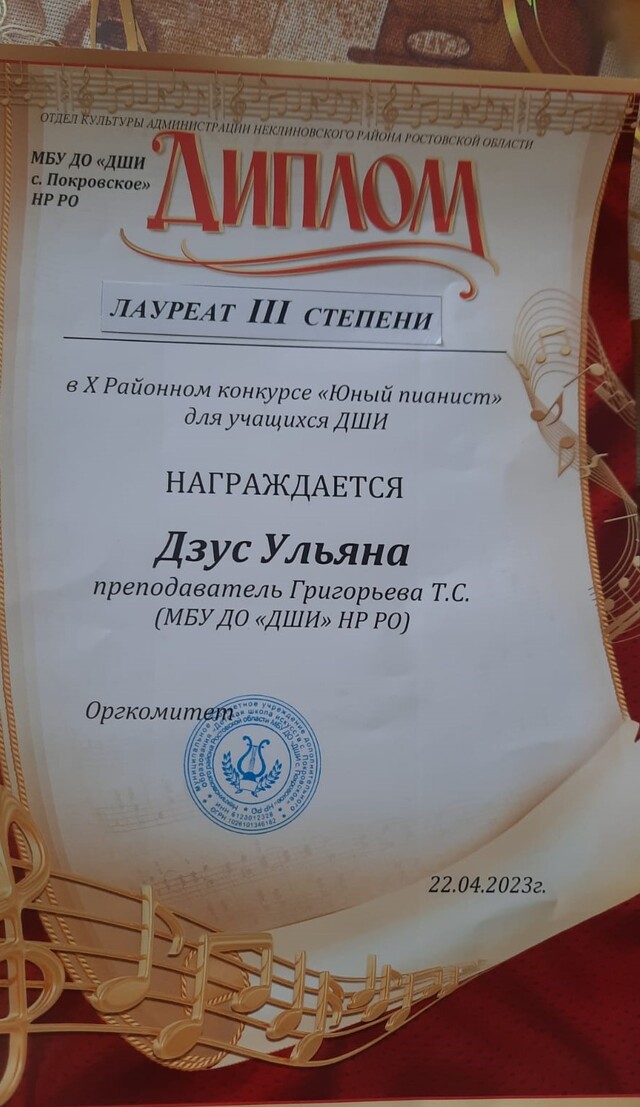 ОТДЕЛ КУЛЬТУРЫ АДМИНИСТРАЦИИ НЕКЛИНОВСКОГО РАЙОНА РОСТОВСКОЙ ОБЛАСТИ
МБУ ДО «ДШИ
с. Покровское»
НР РО
ДИПЛОМ
ЛАУРЕАТ III СТЕПЕНИ
в X Районном конкурсе «Юный пианист»
для учащихся ДШИ
НАГРАЖДАЕТСЯ
Дзус Ульяна
преподаватель Григорьева Т.С.
(МБУ ДО «ДШИ» НР РО)
Оргкомитет
22.04.2023г.